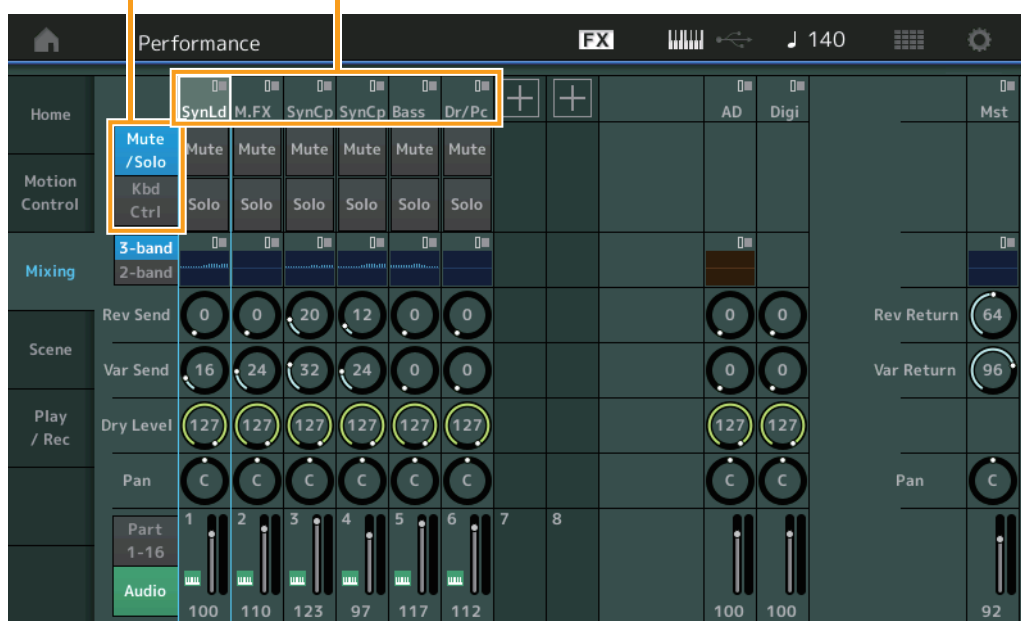 Performance FX 140
Home
SynLd M.FX SynCp SynCp Bass Dr/Pc AD Digi Mst
Mute
/Solo
Mute Mute Mute Mute Mute Mute
Motion
Control
Kbd
Ctrl
Solo Solo Solo Solo Solo Solo
Mixing
3-band
2-band
Rev Send 0 0 20 12 0 0 0 0 Rev Return 64
Scene
Var Send 16 24 32 24 0 0 0 0 Var Return 96
Play
/ Rec
Dry Level 127 127 127 127 127 127 127 127
Pan C C C C C C C C Pan C
Part
1-16
1 2 3 4 5 6 7 8
Audio
100 110 123 97 117 112 100 100 92